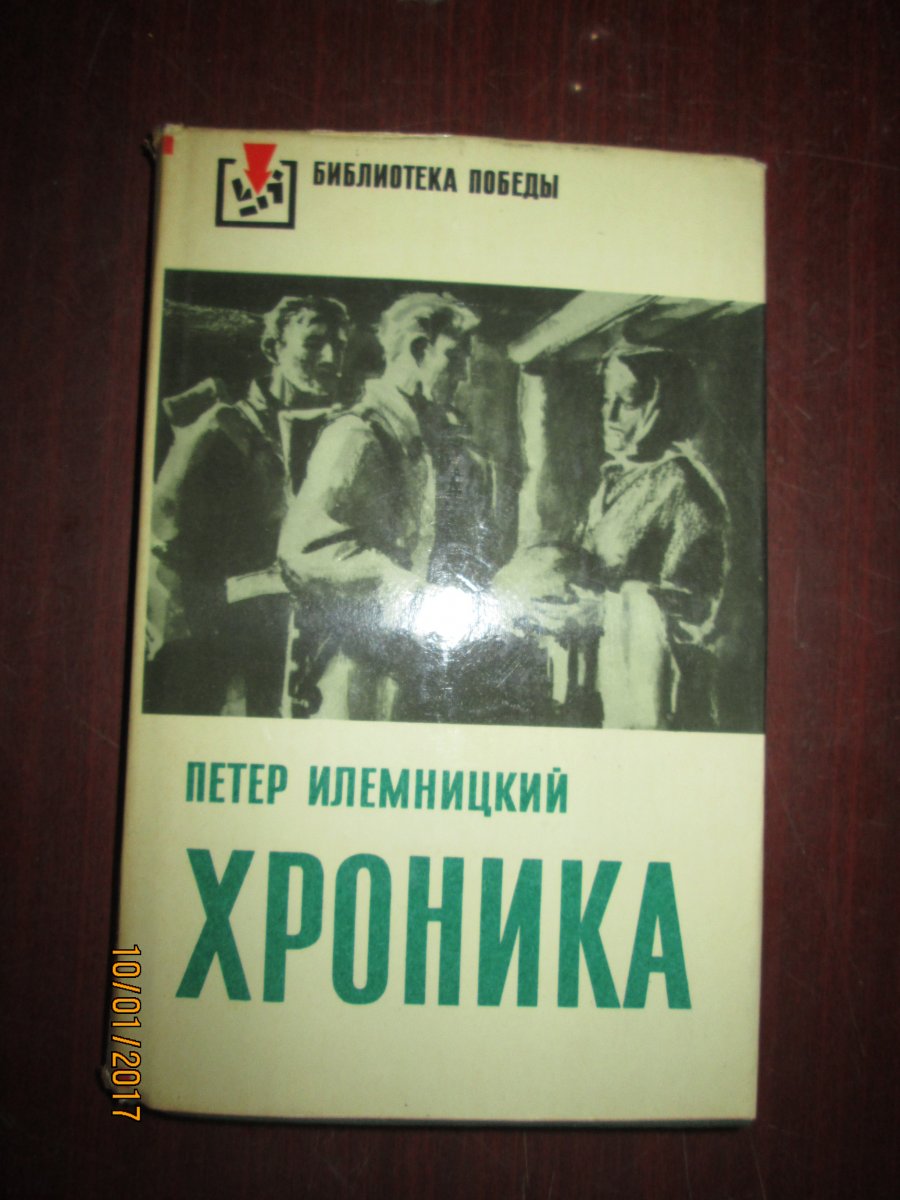 БИБЛИОТЕКА ПОБЕДЫ
ПЕТЕР ИЛЕМНИЦКИЙ
ХРОНИКА
10/01/2017